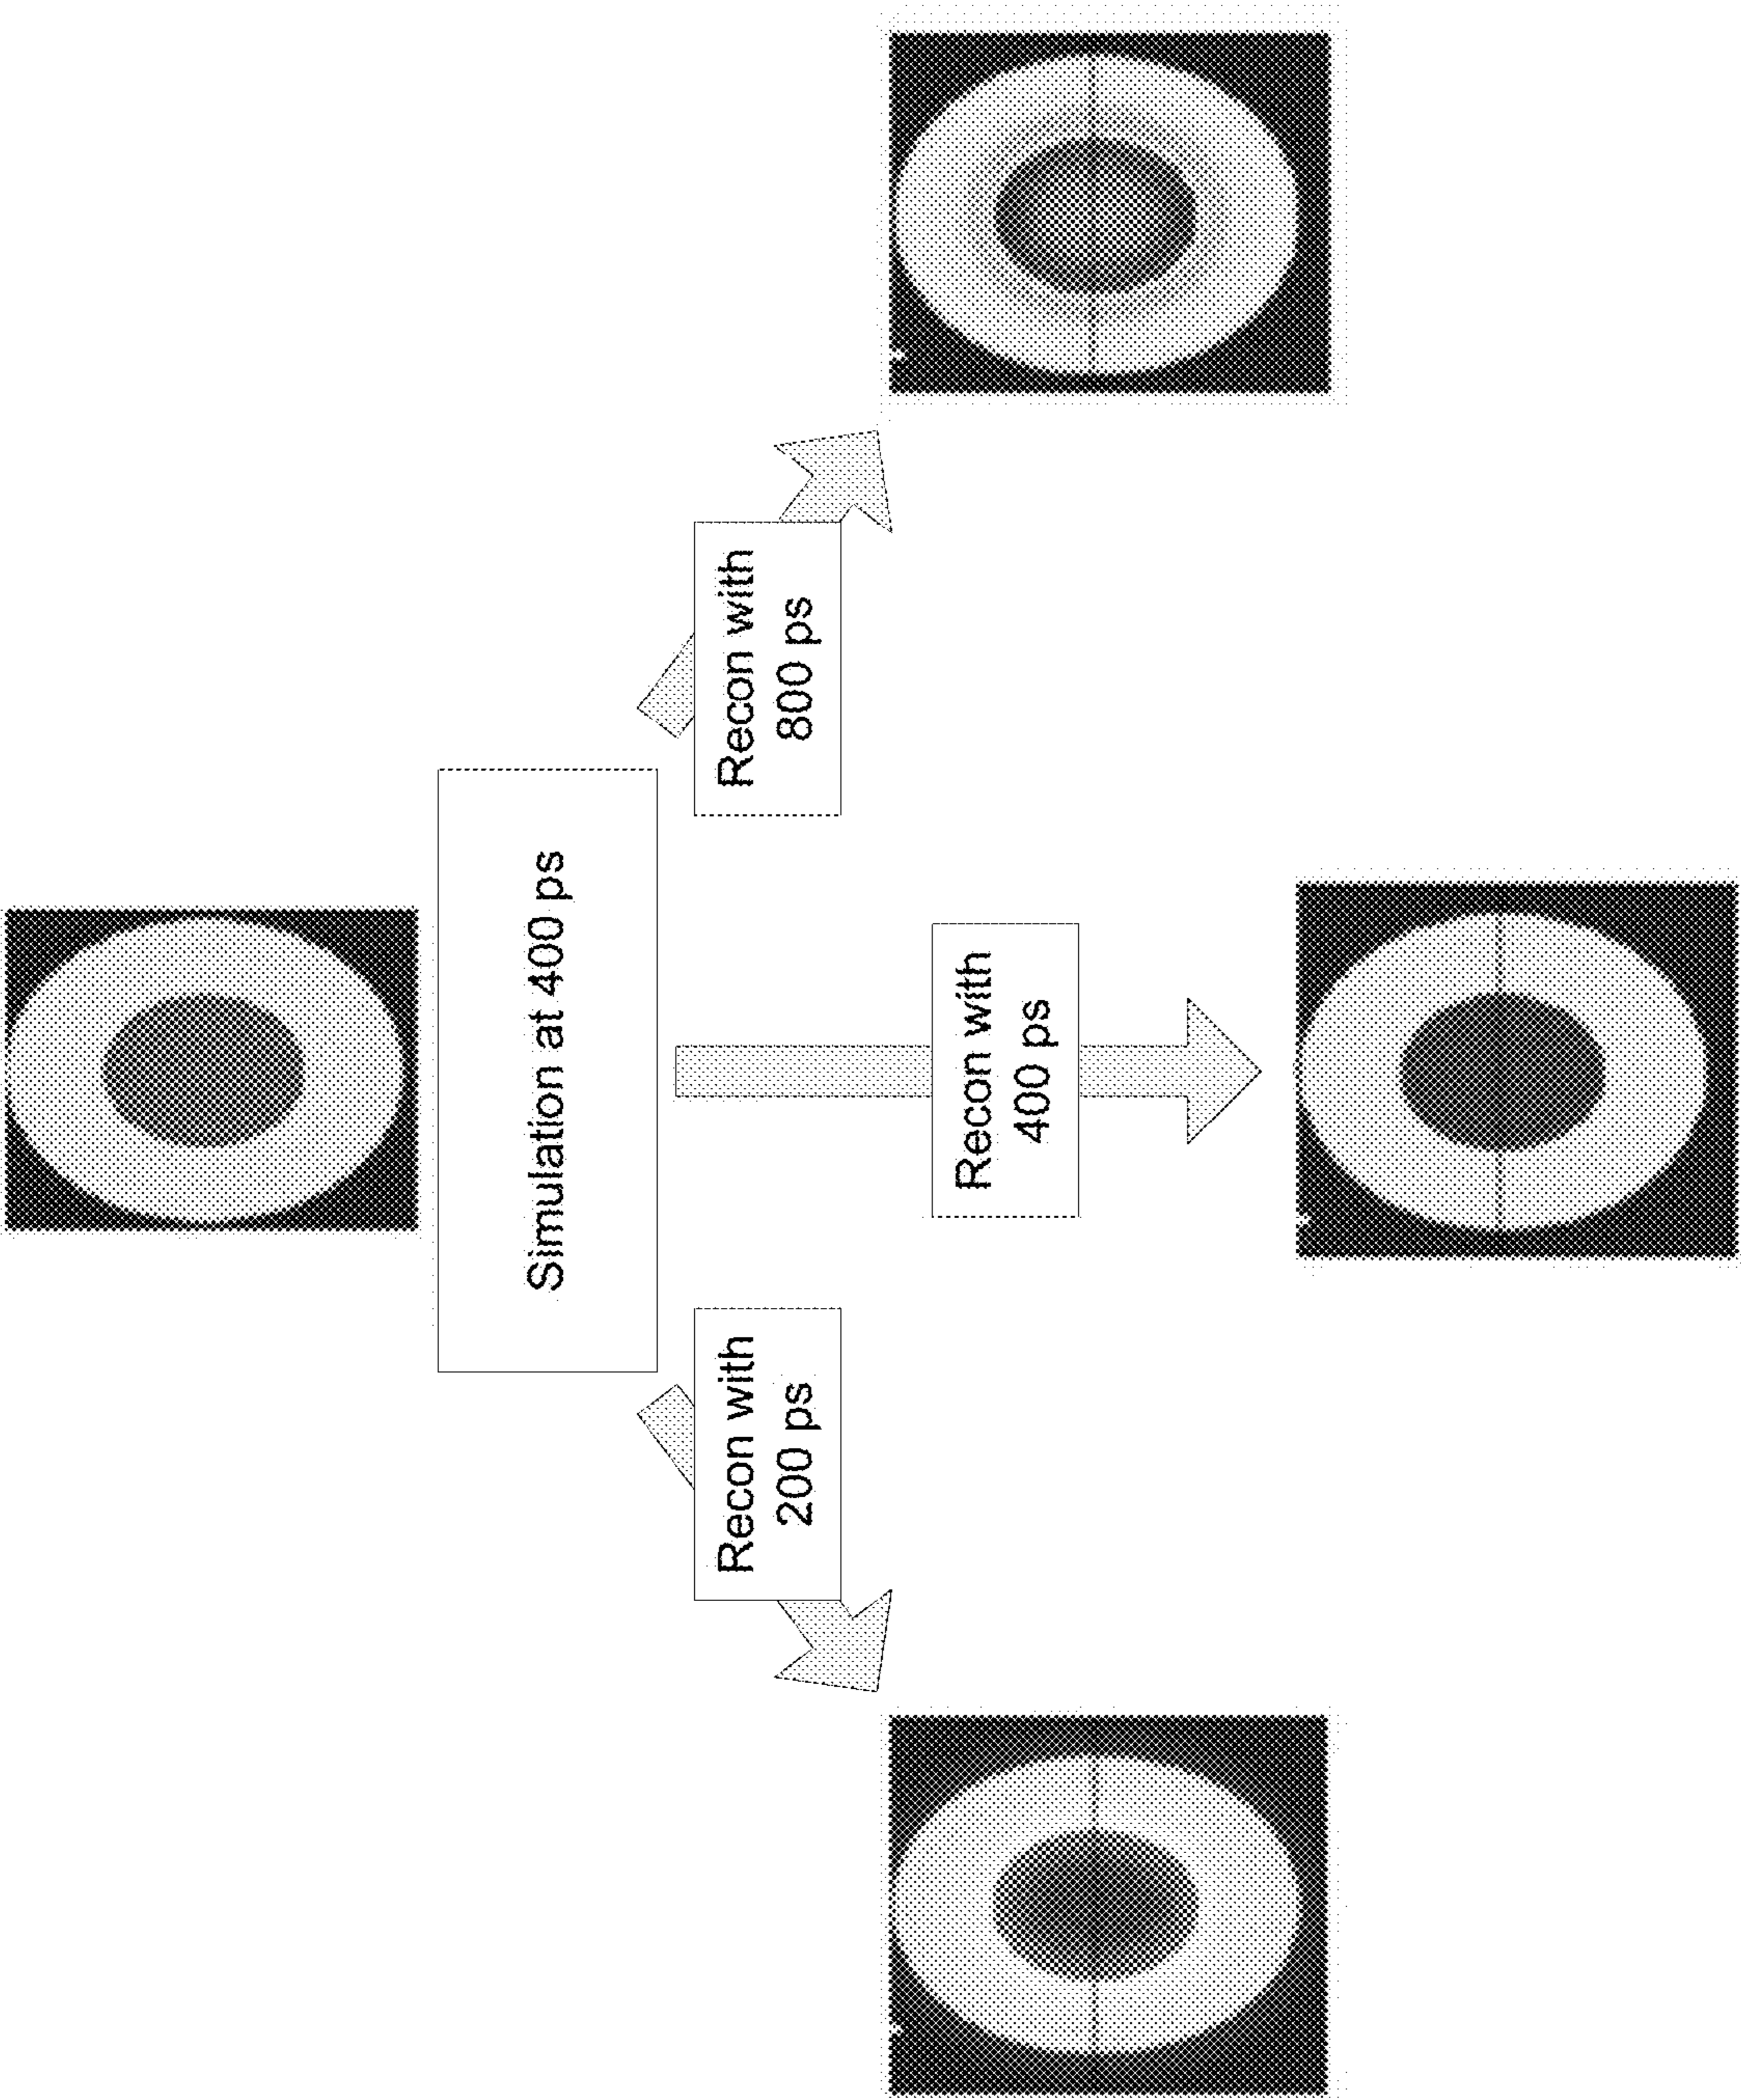 Simulation at 400 ps
Recon with
200 ps
Recon with
400 ps
Recon with
800 ps